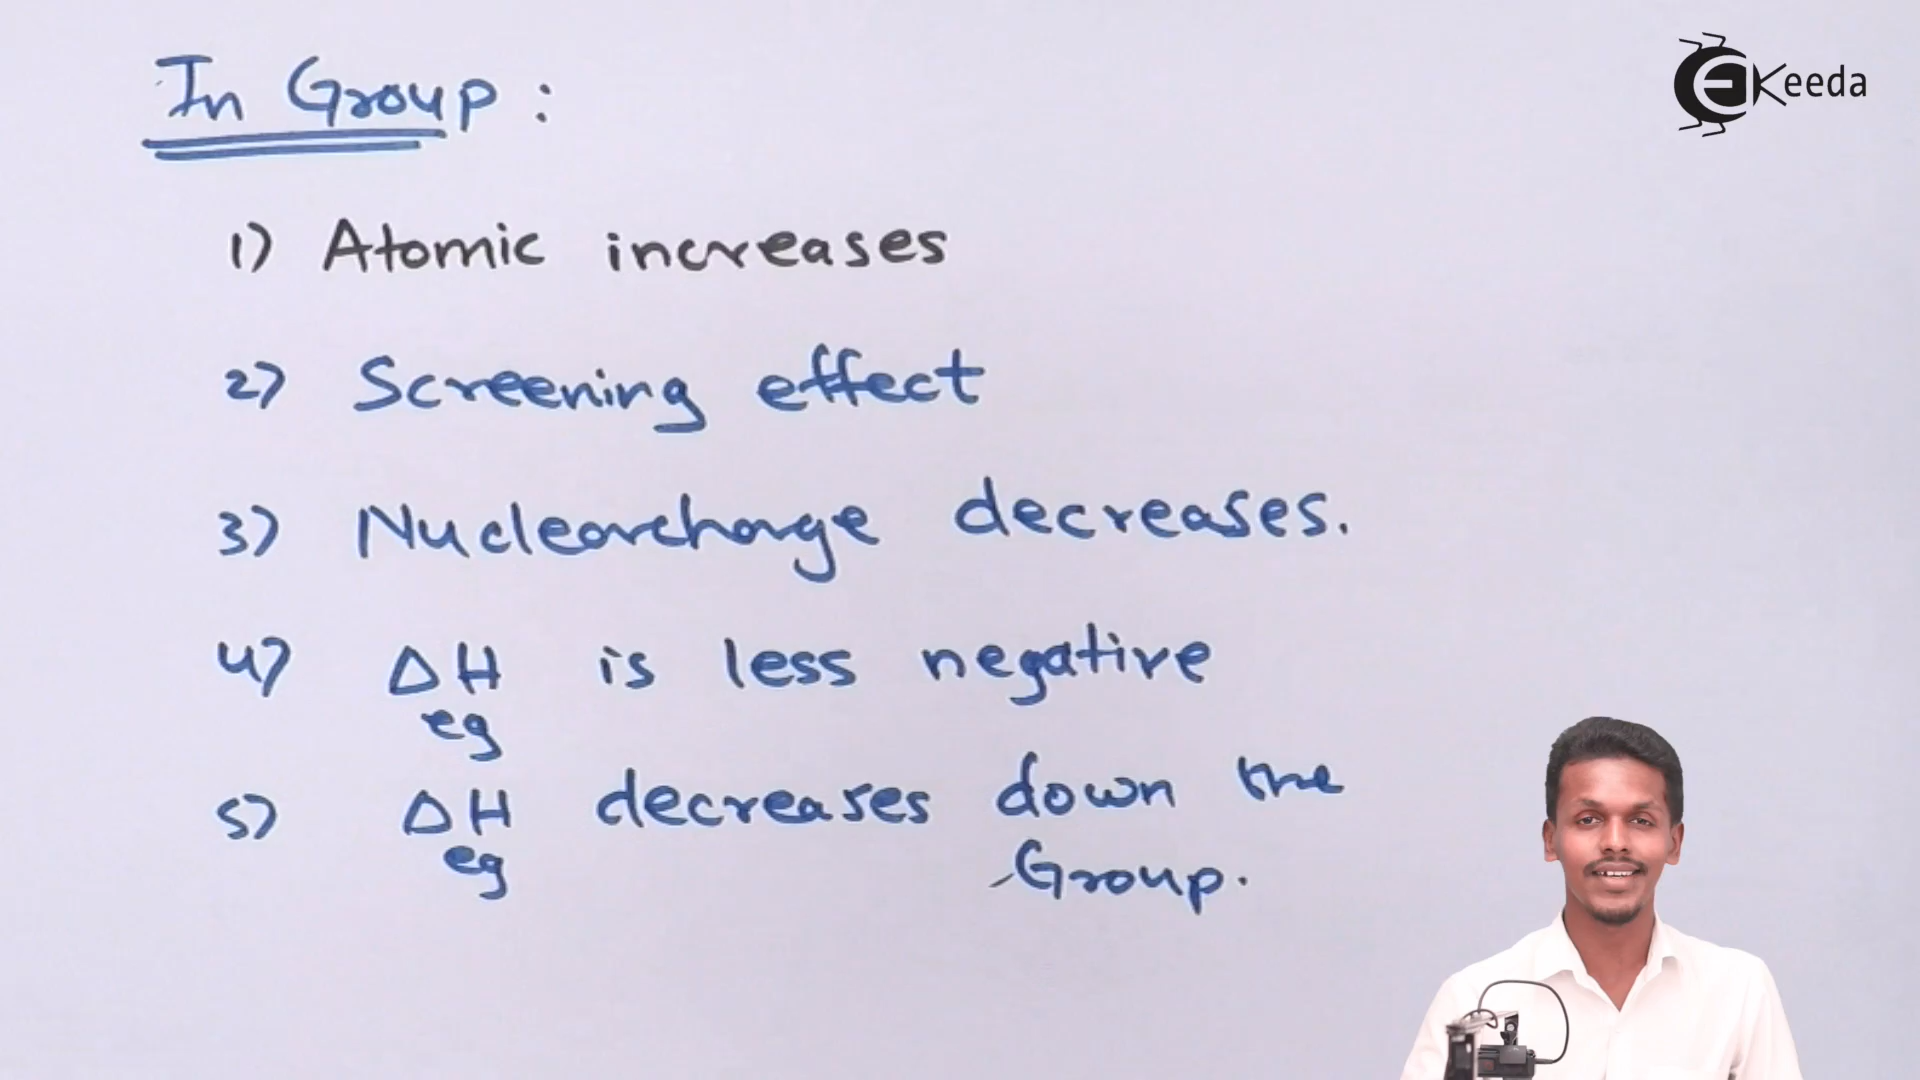 In Group :
EKeeda
1) Atomic increases
2) Screening effect
3) Nuclearcharge decreases.
4) ΔH is less negative
eg
5) ΔH decreases down the
eg Group.